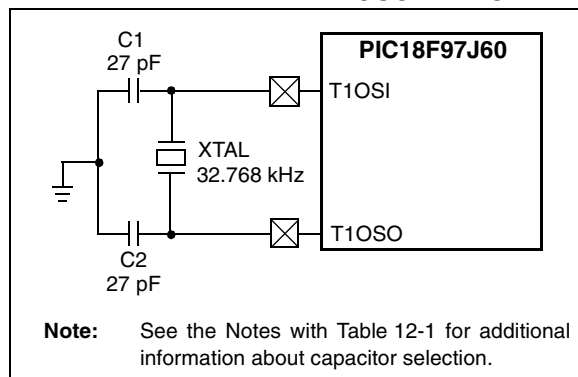 C1
27 pF
PIC18F97J60
T1OSI
XTAL
32.768 kHz
T1OSO
C2
27 pF
Note: See the Notes with Table 12-1 for additional
information about capacitor selection.